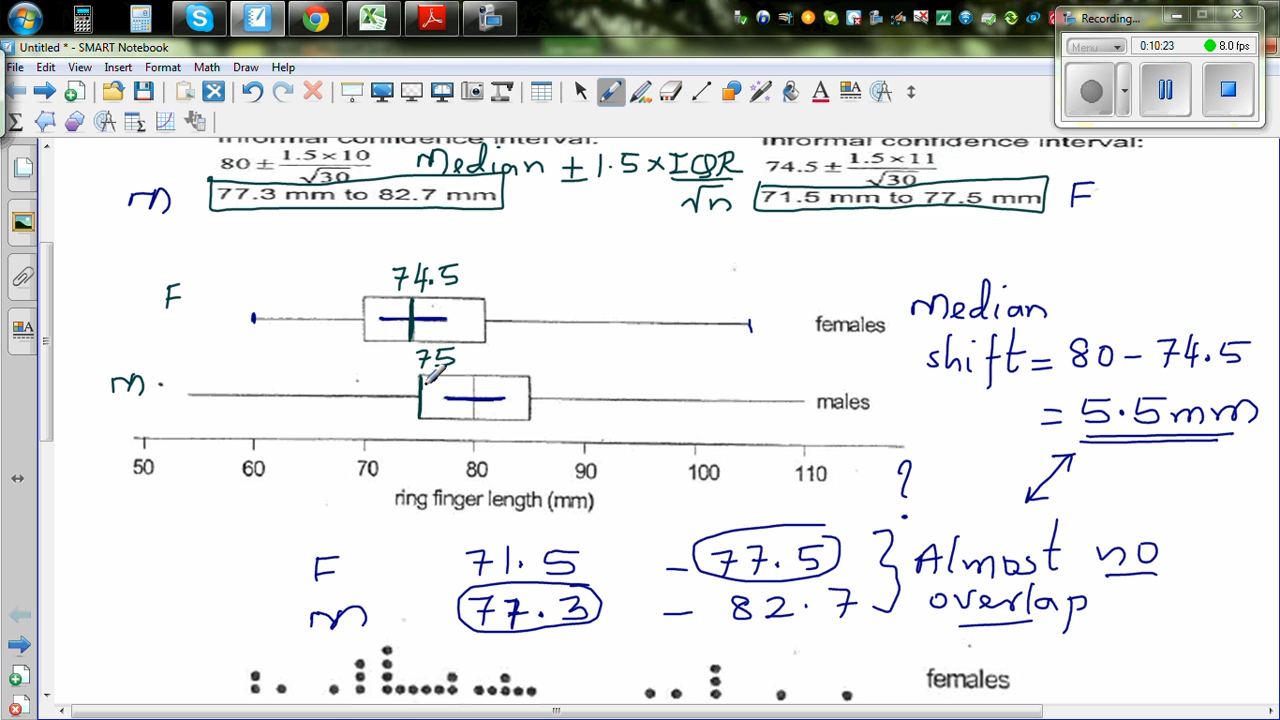 Recording...
Untitled * - SMART Notebook
Menu
0:10:23
8.0 fps
File Edit View Insert Format Math Draw Help
Informal confidence interval:
Informal confidence interval:
80 ± 1.5 × 10 / √30
Median ± 1.5 × IQR / √n
74.5 ± 1.5 × 11 / √30
m
77.3 mm to 82.7 mm
71.5 mm to 77.5 mm
F
74.5
F
females
Median
shift = 80 - 74.5
75
m
males
= 5.5mm
50 60 70 80 90 100 110
ring finger length (mm)
?
F 71.5 - 77.5
m 77.3 - 82.7
Almost no
overlap
females